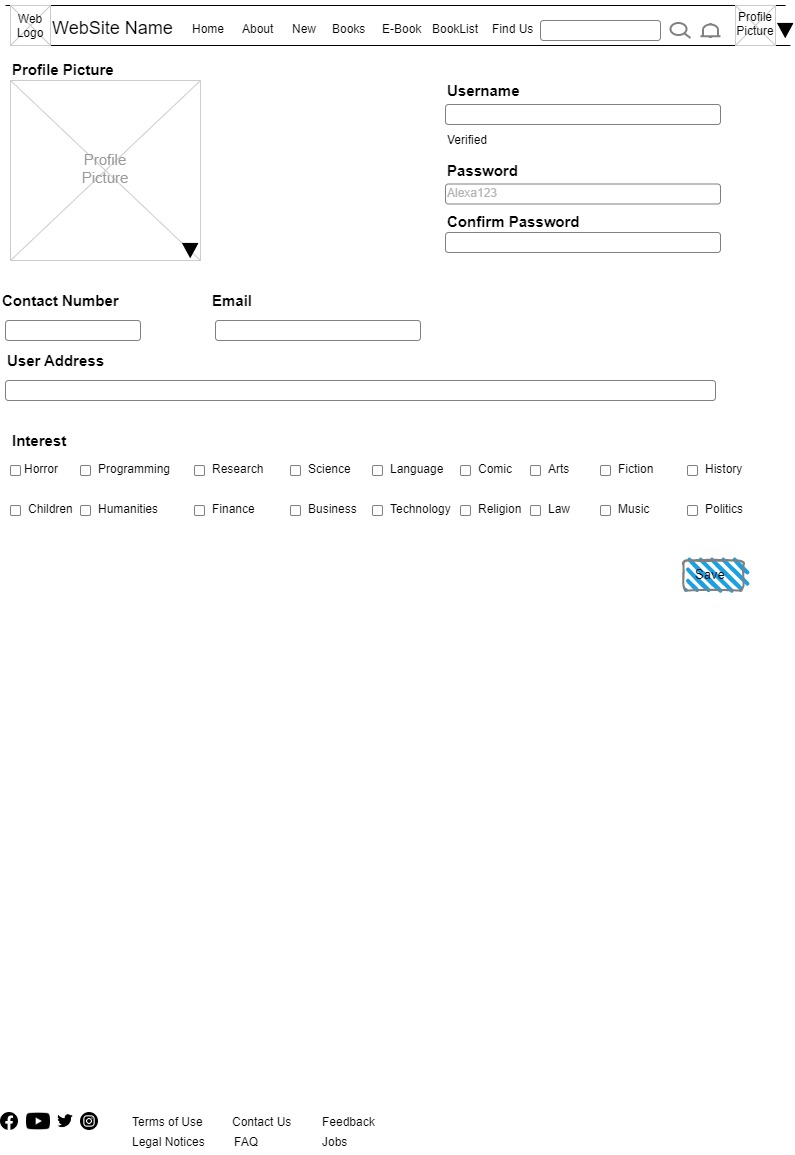 Web
Logo
WebSite Name Home About New Books E-Book BookList Find Us
Profile
Picture
Profile Picture
Profile
Picture
Username
Verified
Password
Alexa123
Confirm Password
Contact Number Email
User Address
Interest
Horror Programming Research Science Language Comic Arts Fiction History
Children Humanities Finance Business Technology Religion Law Music Politics
Save
Terms of Use Contact Us Feedback
Legal Notices FAQ Jobs